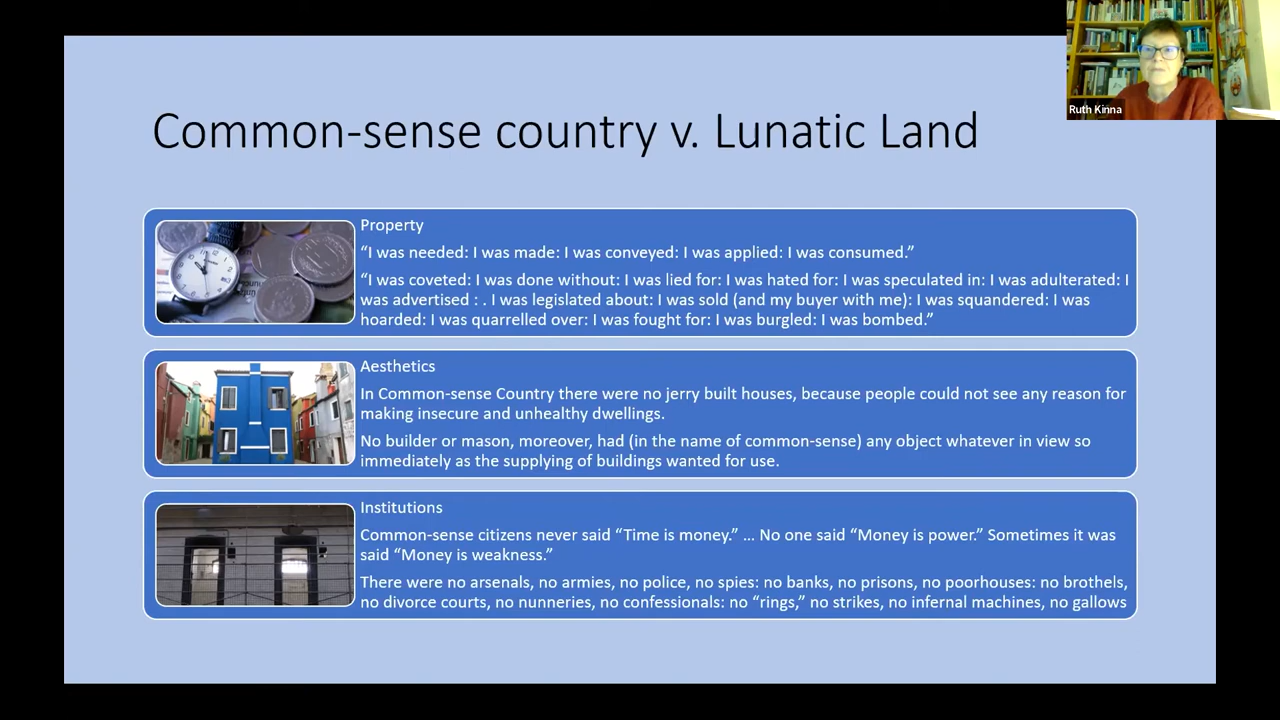 Ruth Kinna
Common-sense country v. Lunatic Land
Property
“I was needed: I was made: I was conveyed: I was applied: I was consumed.”
“I was coveted: I was done without: I was lied for: I was hated for: I was speculated in: I was adulterated: I
was advertised : . I was legislated about: I was sold (and my buyer with me): I was squandered: I was
hoarded: I was quarrelled over: I was fought for: I was burgled: I was bombed.”
Aesthetics
In Common-sense Country there were no jerry built houses, because people could not see any reason for
making insecure and unhealthy dwellings.
No builder or mason, moreover, had (in the name of common-sense) any object whatever in view so
immediately as the supplying of buildings wanted for use.
Institutions
Common-sense citizens never said “Time is money.” … No one said “Money is power.” Sometimes it was
said “Money is weakness.”
There were no arsenals, no armies, no police, no spies: no banks, no prisons, no poorhouses: no brothels,
no divorce courts, no nunneries, no confessionals: no “rings,” no strikes, no infernal machines, no gallows